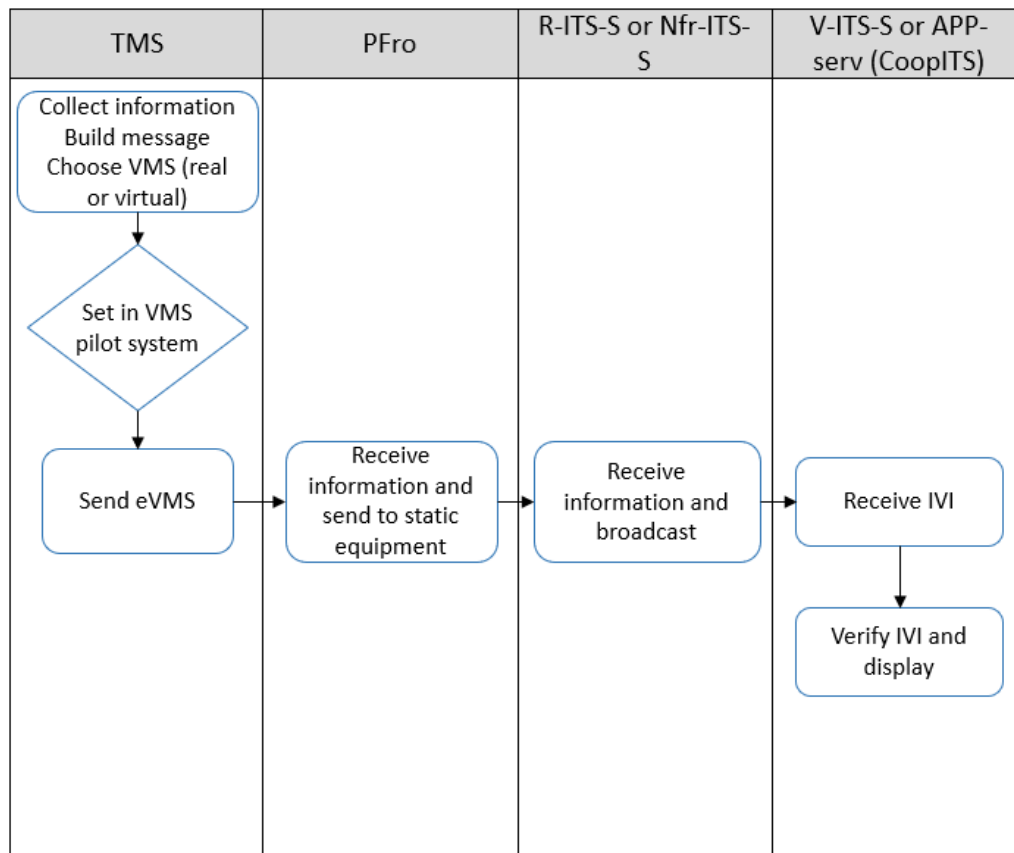 TMS
PFro
R-ITS-S or Nfr-ITS-
S
V-ITS-S or APP-
serv (CoopITS)
Collect information
Build message
Choose VMS (real
or virtual)
Set in VMS
pilot system
Send eVMS
Receive
information and
send to static
equipment
Receive
information and
broadcast
Receive IVI
Verify IVI and
display